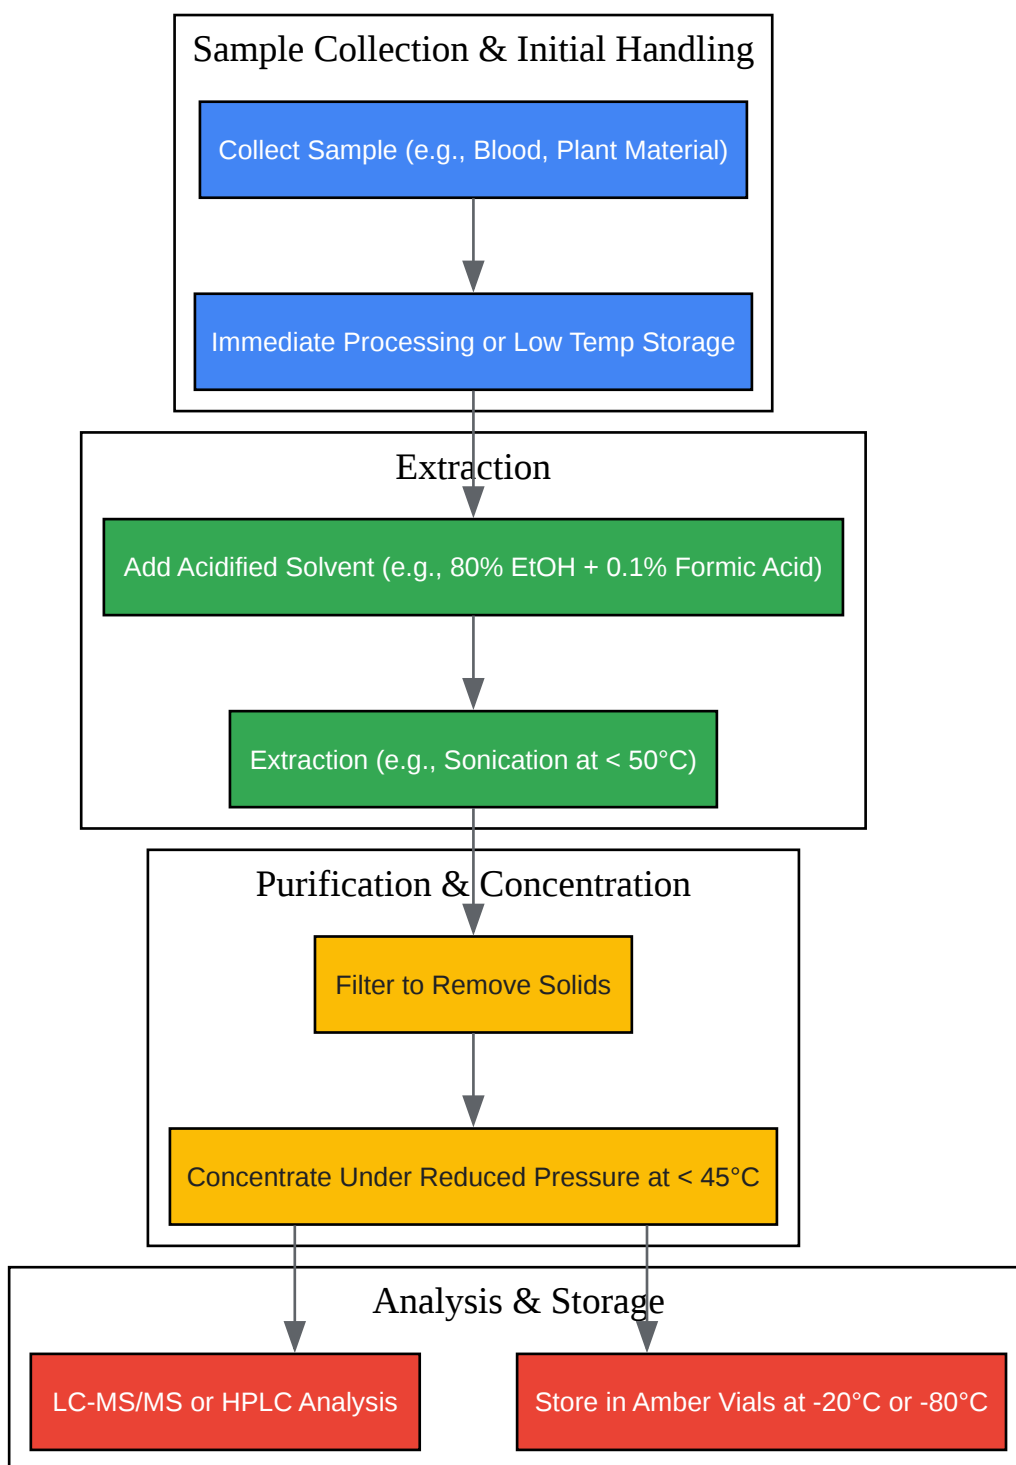 Sample Collection & Initial Handling
Collect Sample (e.g., Blood, Plant Material)
Immediate Processing or Low Temp Storage
Extraction
Add Acidified Solvent (e.g., 80% EtOH + 0.1% Formic Acid)
Extraction (e.g., Sonication at < 50°C)
Purification & Concentration
Filter to Remove Solids
Concentrate Under Reduced Pressure at < 45°C
Analysis & Storage
LC-MS/MS or HPLC Analysis
Store in Amber Vials at -20°C or -80°C